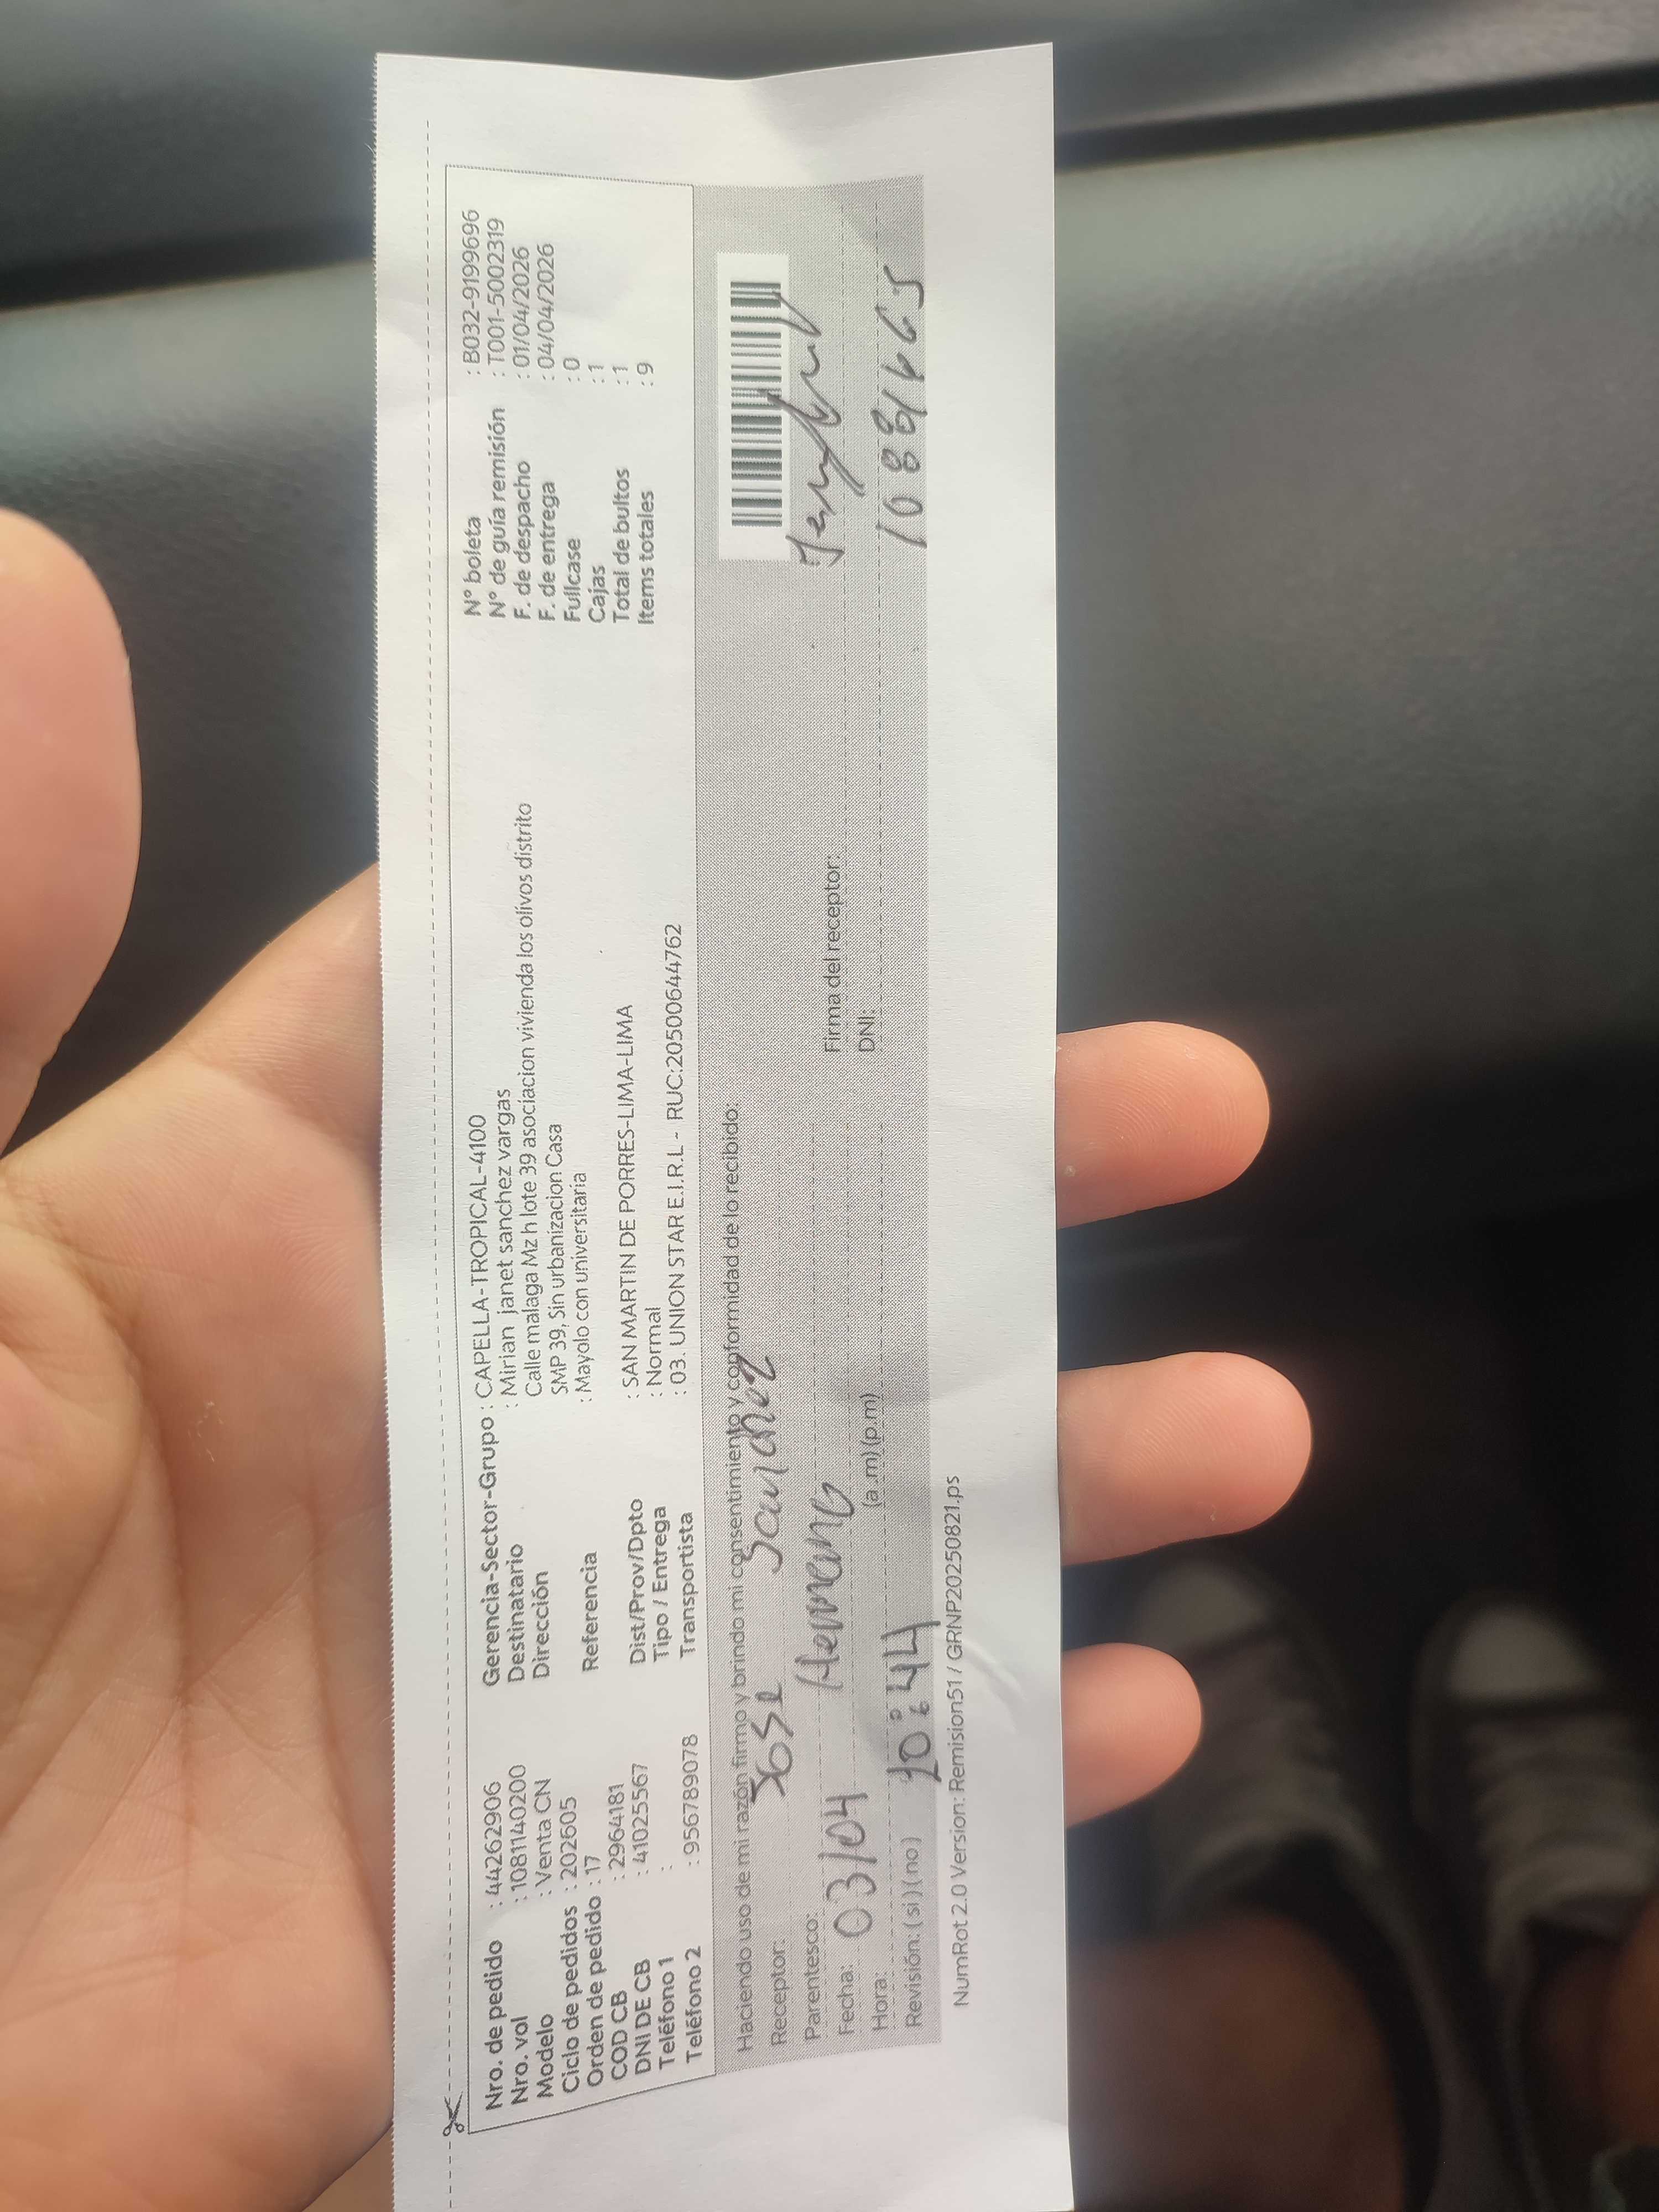 Nro. de pedido : 44262906
Nro. vol : 1081140200
Modelo : Venta CN
Ciclo de pedidos : 202605
Orden de pedido : 17
COD CB : 2964181
DNI DE CB : 41025567
Teléfono 1 :
Teléfono 2 : 956789078
Gerencia-Sector-Grupo : CAPELLA-TROPICAL-4100
Destinatario : Mirian janet sanchez vargas
Dirección Calle malaga Mz h lote 39 asociacion vivienda los olivos distrito
SMP 39, Sin urbanizacion Casa
Referencia : Mayolo con universitaria
Dist/Prov/Dpto : SAN MARTIN DE PORRES-LIMA-LIMA
Tipo / Entrega : Normal
Transportista : 03. UNION STAR E.I.R.L - RUC:20500644762
N° boleta : B032-9199696
N° de guía remisión : T001-5002319
F. de despacho : 01/04/2026
F. de entrega : 04/04/2026
Fullcase : 0
Cajas : 1
Total de bultos : 1
Items totales : 9
Haciendo uso de mi razón firmo y brindo mi consentimiento y conformidad de lo recibido:
Receptor: Jose Sanchez
Parentesco: Hermano
Fecha: 03/04
Hora: 10:44 (a .m) (p.m)
Revisión: ( si ) ( no )
Firma del receptor:
DNI:
NumRot 2.0 Version: Remision51 / GRNP20250821.ps